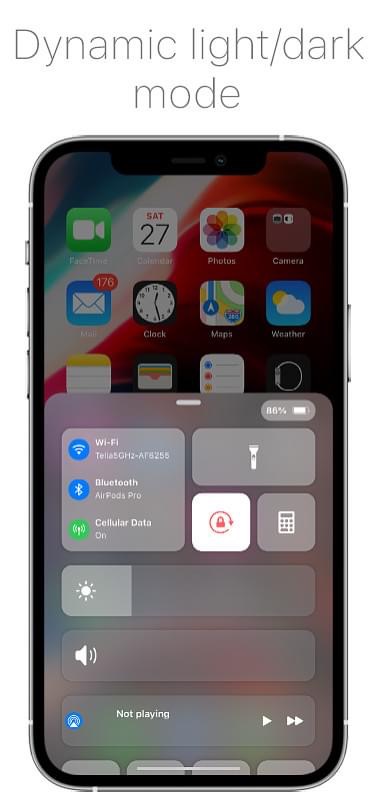 Dynamic light/dark
mode
SAT
27
FaceTime
Calendar
Photos
Camera
176
280
Mail
Clock
Maps
Weather
86%
Wi-Fi
Telia5GHz-AF6255
Bluetooth
AirPods Pro
Cellular Data
On
Not playing